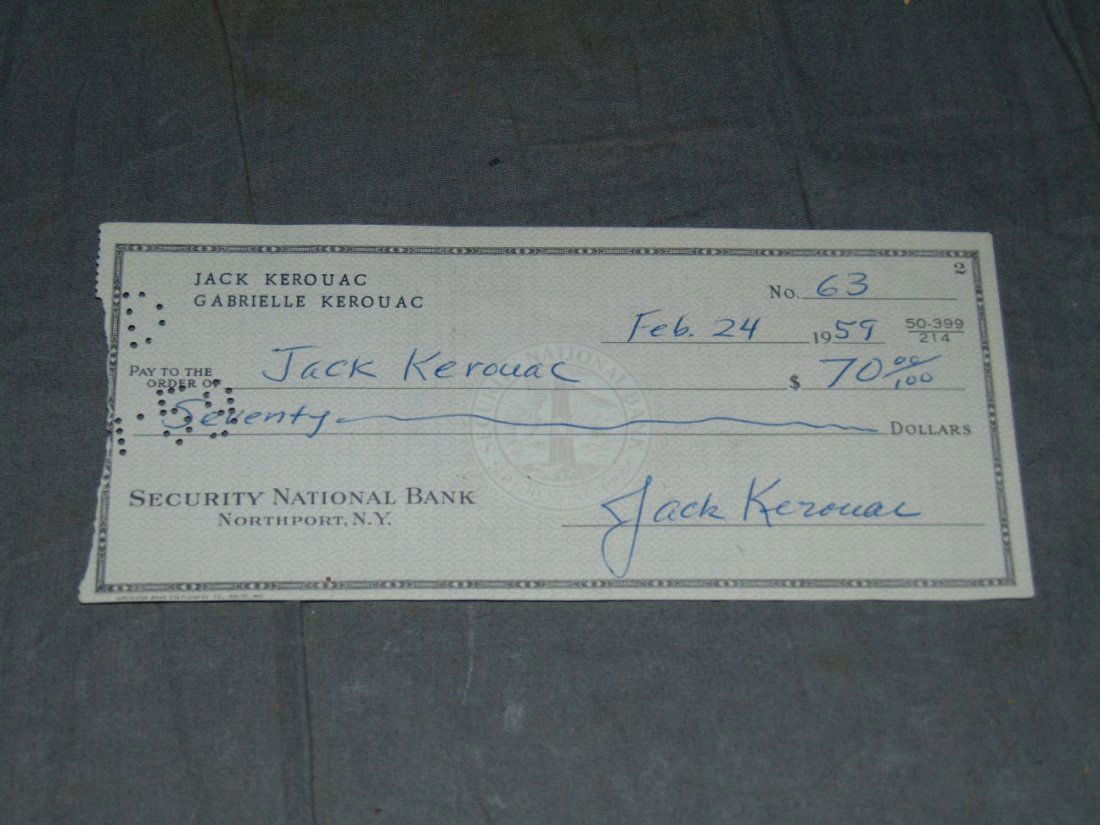 2
JACK KEROUAC
GABRIELLE KEROUAC
No. 63
Feb. 24 1959 50-399
214
PAY TO THE
ORDER OF Jack Kerouac $ 70 00/100
Seventy DOLLARS
SECURITY NATIONAL BANK
NORTHPORT, N.Y.
Jack Kerouac